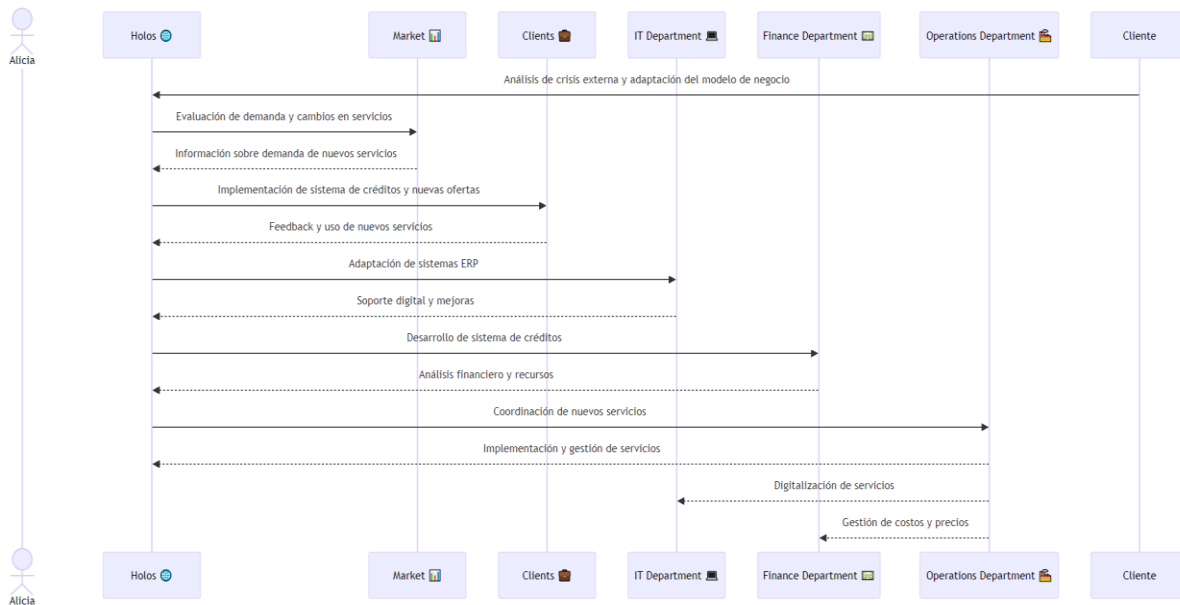 Alicia
Holos 🌐
Market 📊
Clients 💼
IT Department 💻
Finance Department 💵
Operations Department 🏭
Cliente
Análisis de crisis externa y adaptación del modelo de negocio
Evaluación de demanda y cambios en servicios
Información sobre demanda de nuevos servicios
Implementación de sistema de créditos y nuevas ofertas
Feedback y uso de nuevos servicios
Adaptación de sistemas ERP
Soporte digital y mejoras
Desarrollo de sistema de créditos
Análisis financiero y recursos
Coordinación de nuevos servicios
Implementación y gestión de servicios
Digitalización de servicios
Gestión de costos y precios
Alicia
Holos 🌐
Market 📊
Clients 💼
IT Department 💻
Finance Department 💵
Operations Department 🏭
Cliente